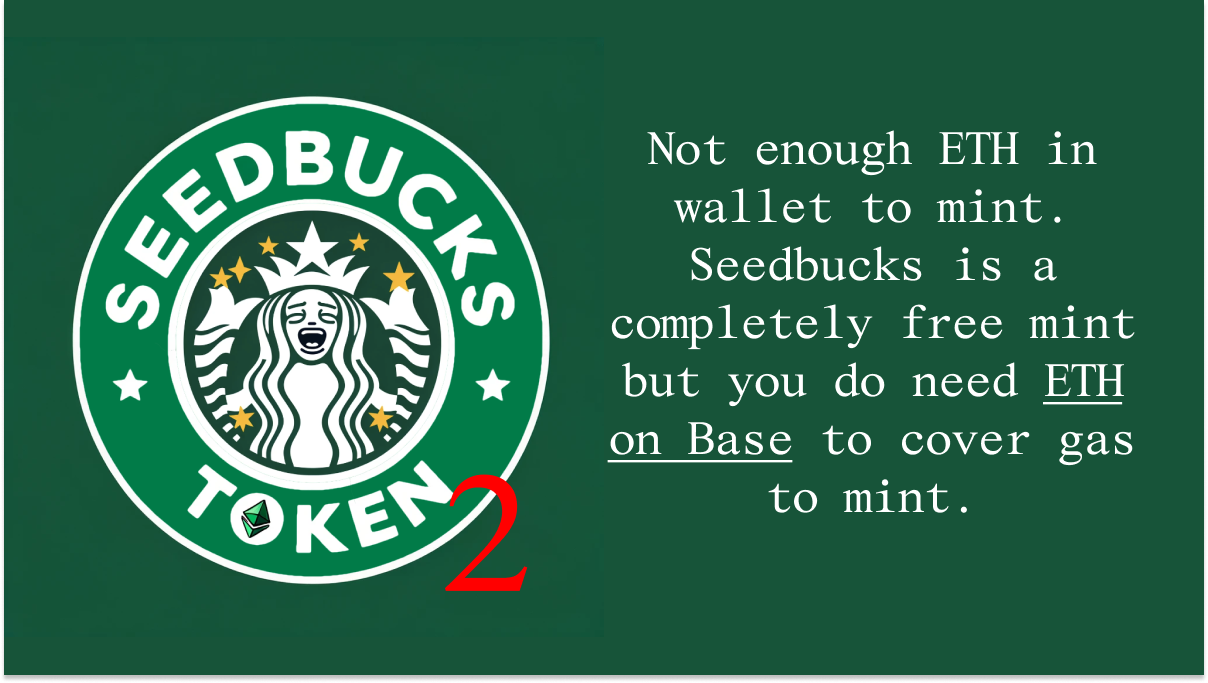 SEEDBUCKS
TOKEN
2
Not enough ETH in
wallet to mint.
Seedbucks is a
completely free mint
but you do need ETH
on Base to cover gas
to mint.